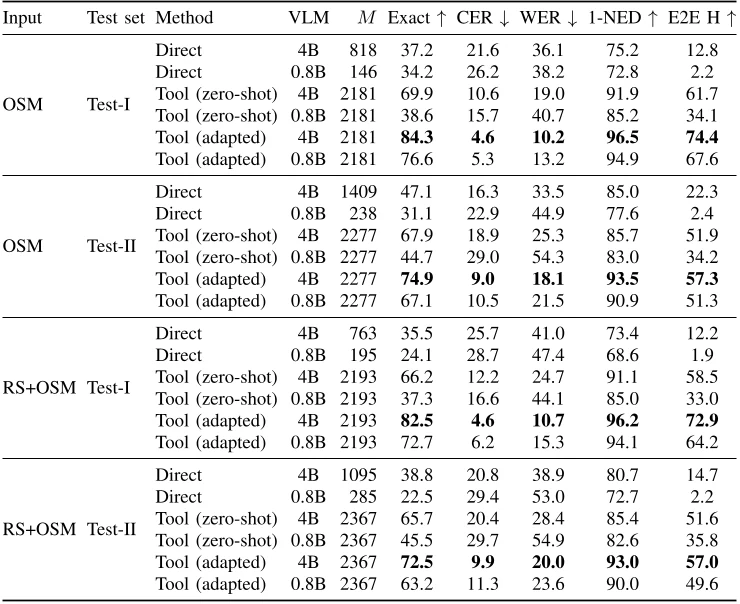 Input Test set Method VLM M Exact ↑ CER ↓ WER ↓ 1-NED ↑ E2E H ↑
Direct 4B 818 37.2 21.6 36.1 75.2 12.8
Direct 0.8B 146 34.2 26.2 38.2 72.8 2.2
Tool (zero-shot) 4B 2181 69.9 10.6 19.0 91.9 61.7
OSM Test-I
Tool (zero-shot) 0.8B 2181 38.6 15.7 40.7 85.2 34.1
Tool (adapted) 4B 2181 84.3 4.6 10.2 96.5 74.4
Tool (adapted) 0.8B 2181 76.6 5.3 13.2 94.9 67.6
Direct 4B 1409 47.1 16.3 33.5 85.0 22.3
Direct 0.8B 238 31.1 22.9 44.9 77.6 2.4
Tool (zero-shot) 4B 2277 67.9 18.9 25.3 85.7 51.9
OSM Test-II
Tool (zero-shot) 0.8B 2277 44.7 29.0 54.3 83.0 34.2
Tool (adapted) 4B 2277 74.9 9.0 18.1 93.5 57.3
Tool (adapted) 0.8B 2277 67.1 10.5 21.5 90.9 51.3
Direct 4B 763 35.5 25.7 41.0 73.4 12.2
Direct 0.8B 195 24.1 28.7 47.4 68.6 1.9
Tool (zero-shot) 4B 2193 66.2 12.2 24.7 91.1 58.5
RS+OSM Test-I
Tool (zero-shot) 0.8B 2193 37.3 16.6 44.1 85.0 33.0
Tool (adapted) 4B 2193 82.5 4.6 10.7 96.2 72.9
Tool (adapted) 0.8B 2193 72.7 6.2 15.3 94.1 64.2
Direct 4B 1095 38.8 20.8 38.9 80.7 14.7
Direct 0.8B 285 22.5 29.4 53.0 72.7 2.2
Tool (zero-shot) 4B 2367 65.7 20.4 28.4 85.4 51.6
RS+OSM Test-II
Tool (zero-shot) 0.8B 2367 45.5 29.7 54.9 82.6 35.8
Tool (adapted) 4B 2367 72.5 9.9 20.0 93.0 57.0
Tool (adapted) 0.8B 2367 63.2 11.3 23.6 90.0 49.6